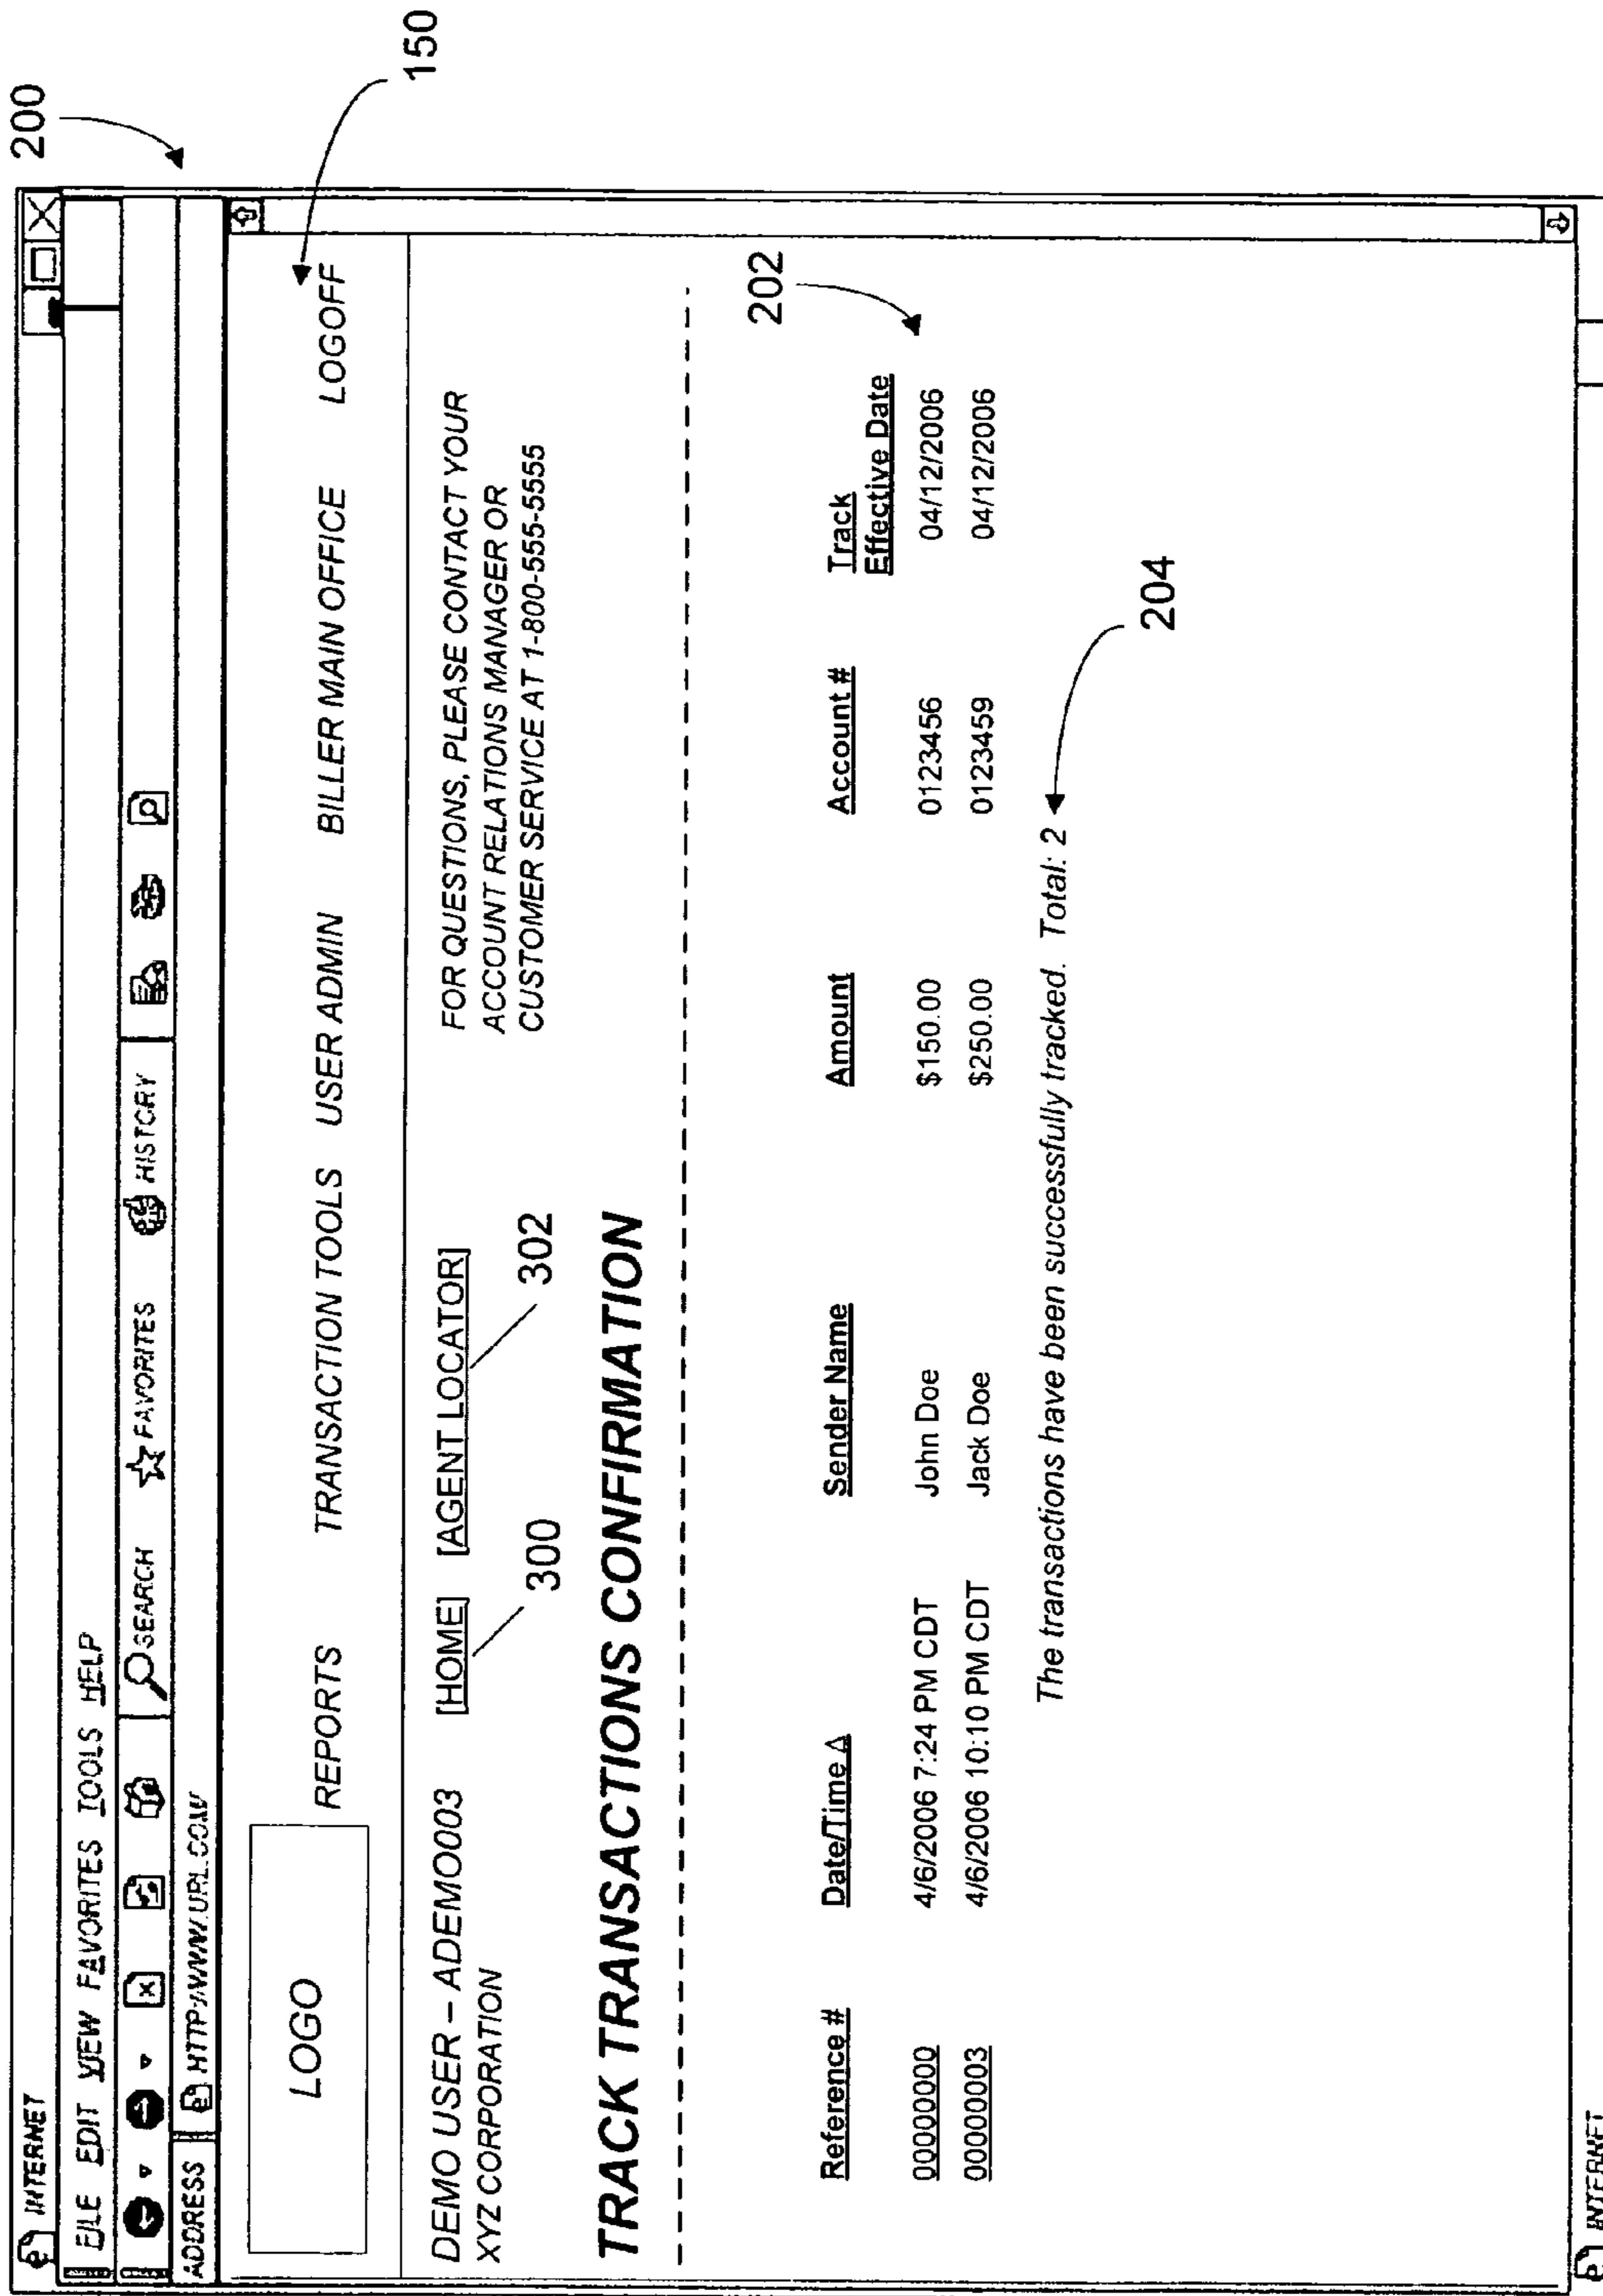 200
INTERNET
FILE EDIT VIEW FAVORITES TOOLS HELP
SEARCH FAVORITES HISTORY
ADDRESS HTTP://WWW.URL.COM
150
LOGO REPORTS TRANSACTION TOOLS USER ADMIN BILLER MAIN OFFICE LOGOFF
DEMO USER – ADEMO003 [HOME] [AGENT LOCATOR] FOR QUESTIONS, PLEASE CONTACT YOUR
XYZ CORPORATION ACCOUNT RELATIONS MANAGER OR
CUSTOMER SERVICE AT 1-800-555-5555
300 302
TRACK TRANSACTIONS CONFIRMATION
202
Reference # Date/Time Δ Sender Name Amount Account # Track
Effective Date
00000000 4/6/2006 7:24 PM CDT John Doe $150.00 0123456 04/12/2006
00000003 4/6/2006 10:10 PM CDT Jack Doe $250.00 0123459 04/12/2006
The transactions have been successfully tracked. Total: 2
204
INTERNET